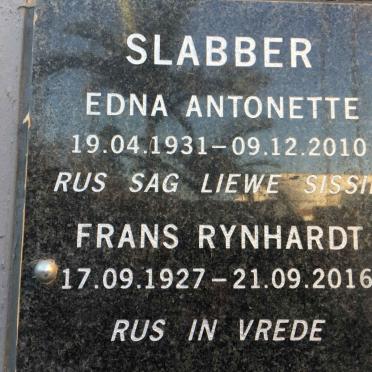 SLABBER
EDNA ANTONETTE
19.04.1931-09.12.2010
RUS SAG LIEWE
FRANS RYNHARDT
17.09.1927-21.09.2016
RUS IN VREDE